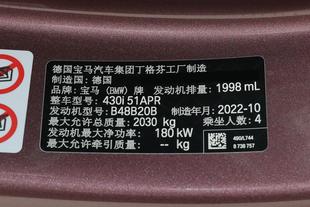 德国宝马汽车集团丁格芬工厂制造
制造国：德国
品牌：宝马 (BMW) 牌 发动机排量：1998 mL
整车型号：430i 51APR
发动机型号：B48B20B 制造年月：2022-10
最大允许总质量：2030 kg 乘坐人数：4
发动机最大净功率：180 kW
最大允许牵引质量：-- kg
490/L744
8 738 757